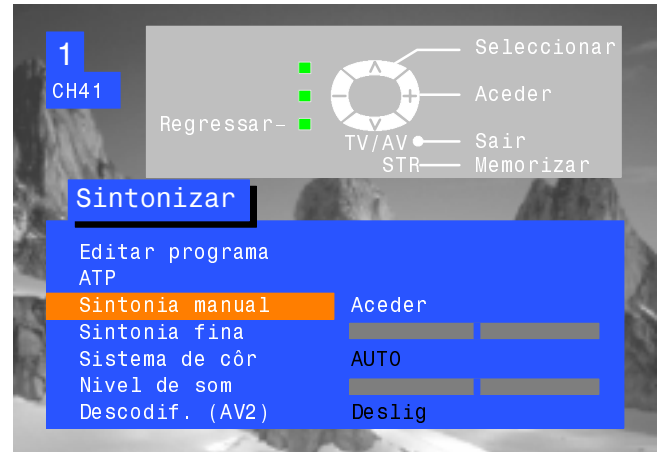 1
CH41
Seleccionar
Aceder
Regressar–
TV/AV Sair
STR Memorizar
Sintonizar
Editar programa
ATP
Sintonia manual Aceder
Sintonia fina
Sistema de côr AUTO
Nivel de som
Descodif. (AV2) Deslig